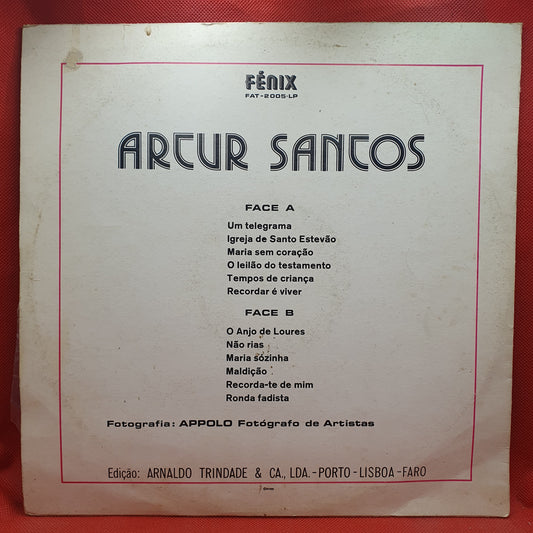 FÉNIX
FAT-2005-LP
ARTUR SANTOS
FACE A
Um telegrama
Igreja de Santo Estevão
Maria sem coração
O leilão do testamento
Tempos de criança
Recordar é viver
FACE B
O Anjo de Loures
Não rias
Maria sózinha
Maldição
Recorda-te de mim
Ronda fadista
Fotografia: APPOLO Fotógrafo de Artistas
Edição: ARNALDO TRINDADE & CA., LDA.-PORTO-LISBOA-FARO